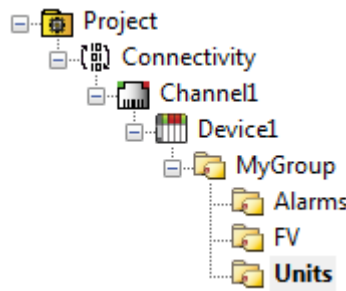 Project
Connectivity
Channel1
Device1
MyGroup
Alarms
FV
Units